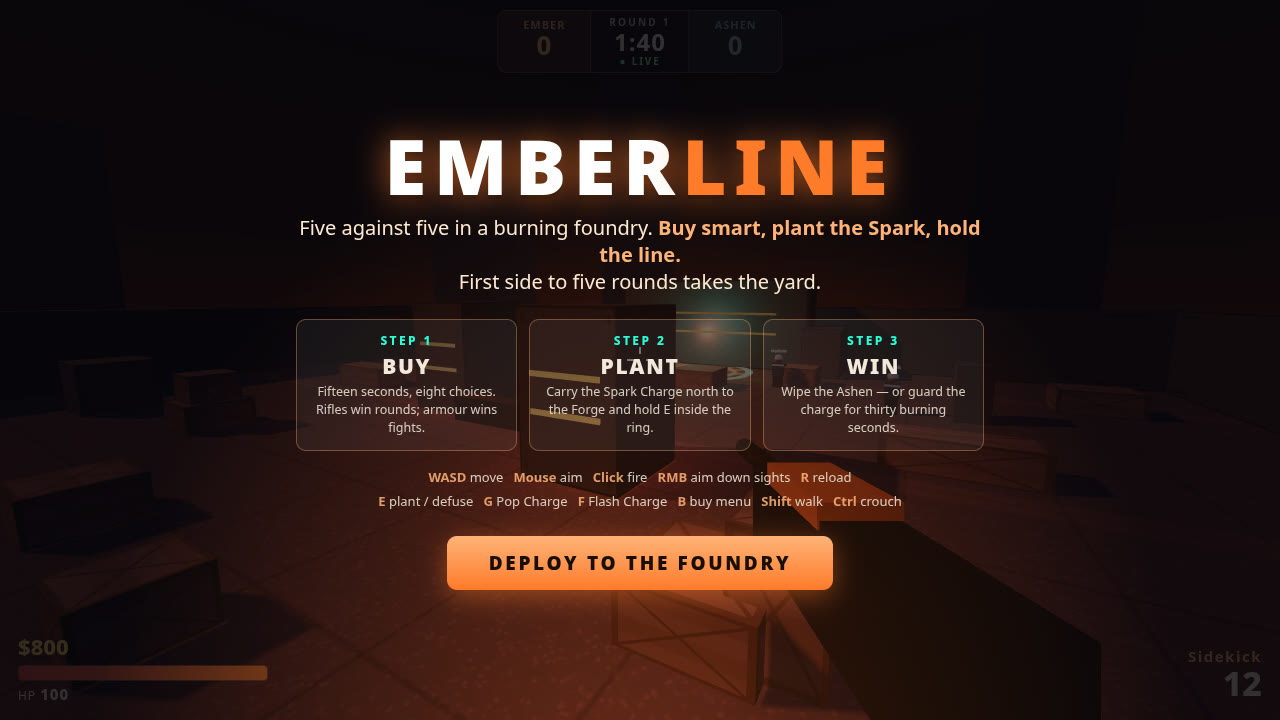 EMBER
ROUND 1
ASHEN
0
1:40
0
• LIVE
EMBERLINE
Five against five in a burning foundry. Buy smart, plant the Spark, hold
the line.
First side to five rounds takes the yard.
STEP 1
BUY
Fifteen seconds, eight choices.
Rifles win rounds; armour wins
fights.
STEP 2
PLANT
Carry the Spark Charge north to
the Forge and hold E inside the
ring.
STEP 3
WIN
Wipe the Ashen — or guard the
charge for thirty burning
seconds.
WASD move Mouse aim Click fire RMB aim down sights R reload
E plant / defuse G Pop Charge F Flash Charge B buy menu Shift walk Ctrl crouch
DEPLOY TO THE FOUNDRY
$800
HP 100
Sidekick
12